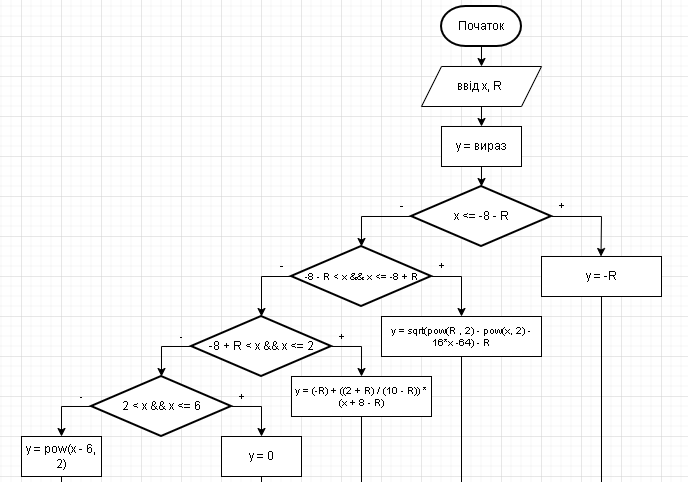 Початок
ввід x, R
y = вираз
x <= -8 - R
-
+
-8 - R < x && x <= -8 + R
-
+
y = -R
-8 + R < x && x <= 2
-
+
y = sqrt(pow(R , 2) - pow(x, 2) -
16*x -64) - R
2 < x && x <= 6
-
+
y = (-R) + ((2 + R) / (10 - R)) *
(x + 8 - R)
y = pow(x - 6,
2)
y = 0